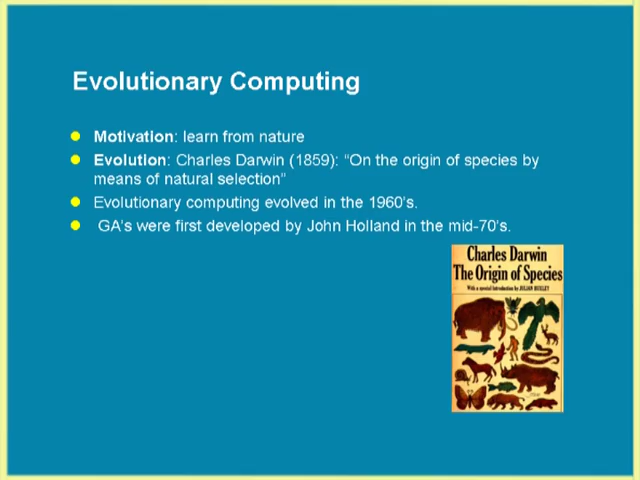 Evolutionary Computing
Motivation: learn from nature
Evolution: Charles Darwin (1859): "On the origin of species by
means of natural selection"
Evolutionary computing evolved in the 1960's.
GA's were first developed by John Holland in the mid-70's.
Charles Darwin
The Origin of Species
With a special Introduction by JULIAN HUXLEY